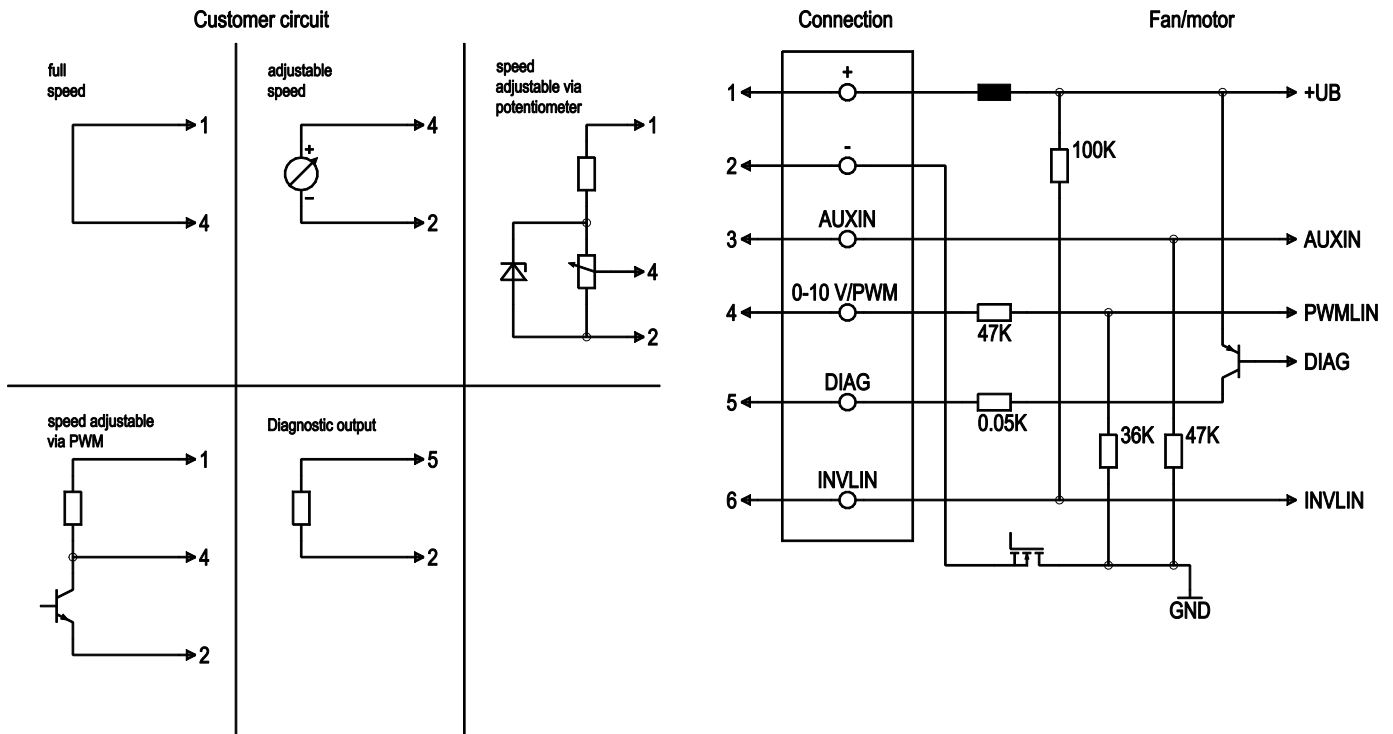 Customer circuit
full
speed
1
4
adjustable
speed
4
+
−
2
speed
adjustable via
potentiometer
1
4
2
speed adjustable
via PWM
1
4
2
Diagnostic output
5
2
Connection
Fan/motor
1
+
+UB
2
-
100K
3
AUXIN
AUXIN
4
0-10 V/PWM
47K
PWMLIN
DIAG
5
DIAG
0.05K
36K
47K
6
INVLIN
INVLIN
GND